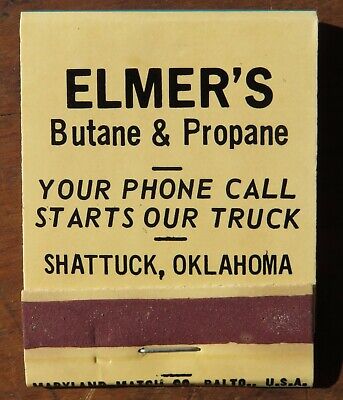 ELMER'S
Butane & Propane
YOUR PHONE CALL
STARTS OUR TRUCK
SHATTUCK, OKLAHOMA
MARYLAND MATCH CO. BALTO., U.S.A.